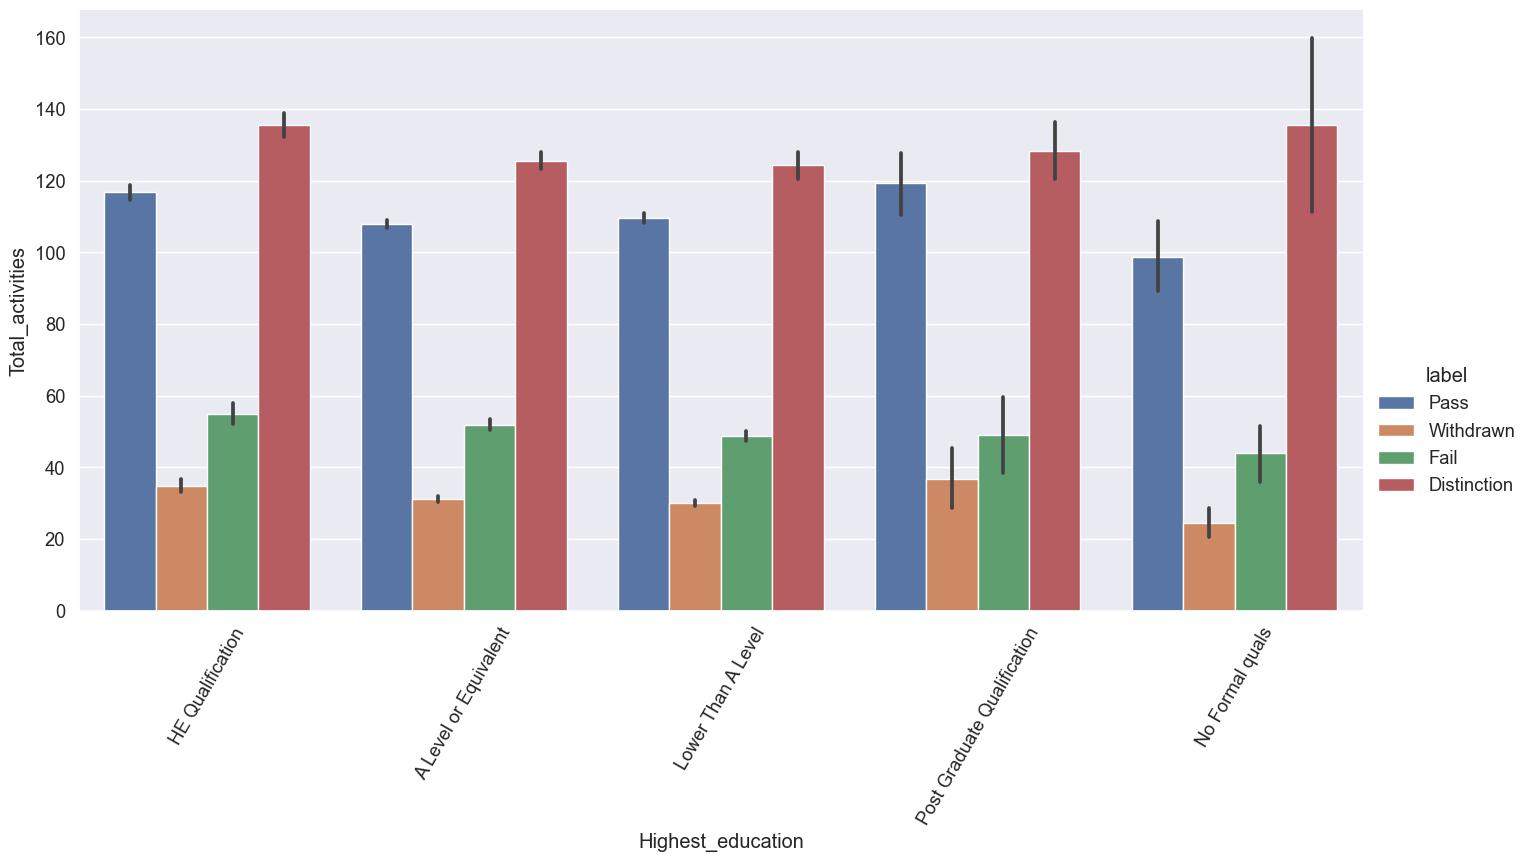 160
140
120
100
80
60
40
20
0
Total_activities
HE Qualification
A Level or Equivalent
Lower Than A Level
Post Graduate Qualification
No Formal quals
Highest_education
label
Pass
Withdrawn
Fail
Distinction